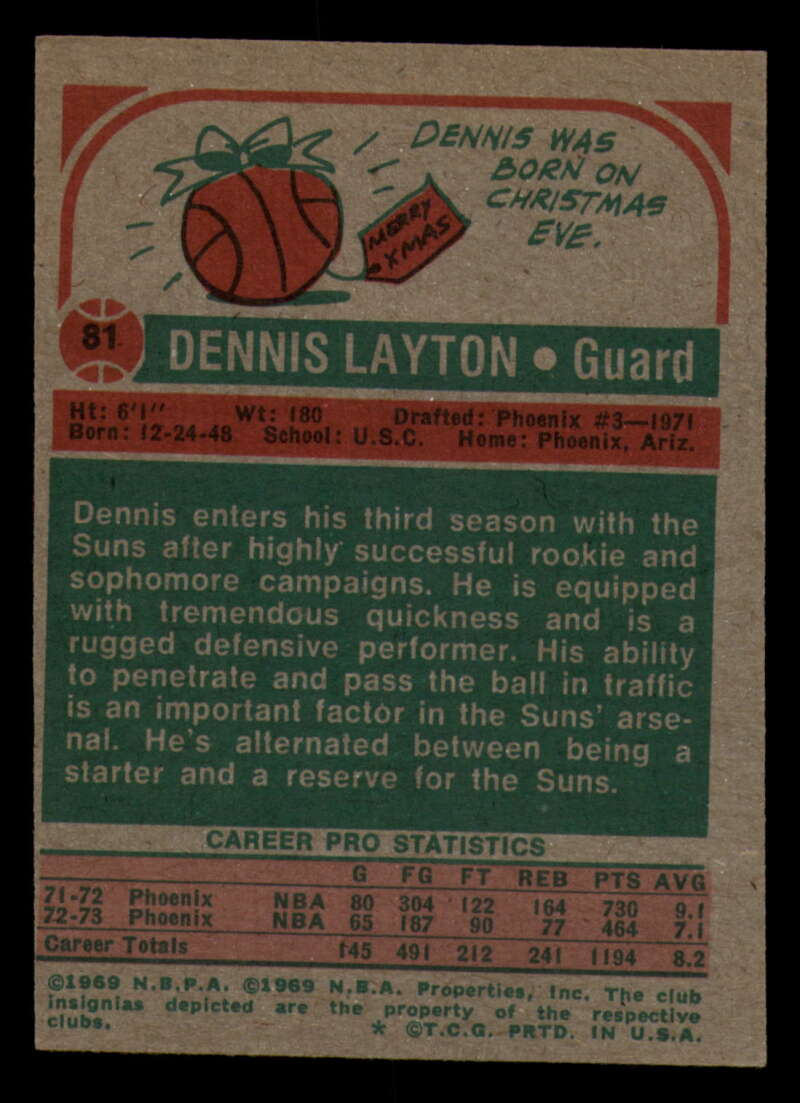 DENNIS WAS
BORN ON
CHRISTMAS
EVE.
MERRY
XMAS
81
DENNIS LAYTON • Guard
Ht: 6'1" Wt: 180 Drafted: Phoenix #3—1971
Born: 12-24-48 School: U.S.C. Home: Phoenix, Ariz.
Dennis enters his third season with the
Suns after highly successful rookie and
sophomore campaigns. He is equipped
with tremendous quickness and is a
rugged defensive performer. His ability
to penetrate and pass the ball in traffic
is an important factor in the Suns' arse-
nal. He's alternated between being a
starter and a reserve for the Suns.
CAREER PRO STATISTICS
G FG FT REB PTS AVG
71-72 Phoenix NBA 80 304 122 164 730 9.1
72-73 Phoenix NBA 65 187 90 77 464 7.1
Career Totals 145 491 212 241 1194 8.2
©1969 N.B.P.A. ©1969 N.B.A. Properties, Inc. The club
insignias depicted are the property of the respective
clubs. * ©T.C.G. PRTD. IN U.S.A.